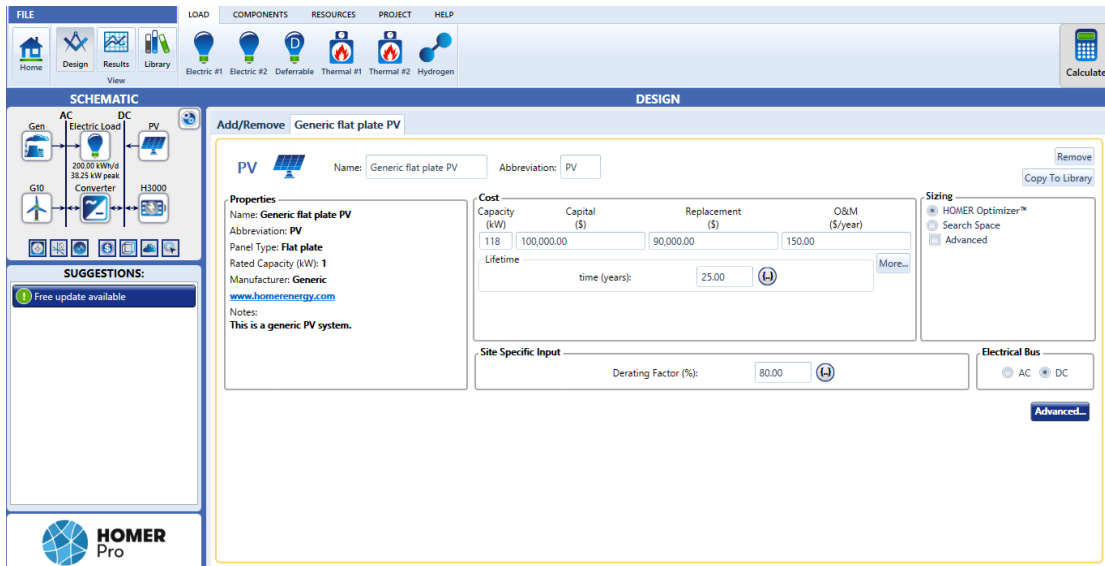 FILE
LOAD COMPONENTS RESOURCES PROJECT HELP
Home
Design Results Library
View
Electric #1 Electric #2 Deferrable Thermal #1 Thermal #2 Hydrogen
D
Calculate
SCHEMATIC
DESIGN
AC DC
Gen Electric Load PV
200.00 kWh/d
38.25 kW peak
G10 Converter H3000
SUGGESTIONS:
! Free update available
HOMER
Pro
Add/Remove Generic flat plate PV
PV Name: Generic flat plate PV Abbreviation: PV
Remove
Copy To Library
Properties
Name: Generic flat plate PV
Abbreviation: PV
Panel Type: Flat plate
Rated Capacity (kW): 1
Manufacturer: Generic
www.homerenergy.com
Notes:
This is a generic PV system.
Cost
Capacity (kW) Capital ($) Replacement ($) O&M ($/year)
118 100,000.00 90,000.00 150.00
Lifetime
time (years): 25.00 {..}
More...
Sizing
HOMER Optimizer™
Search Space
Advanced
Site Specific Input
Derating Factor (%): 80.00 {..}
Electrical Bus
AC DC
Advanced...